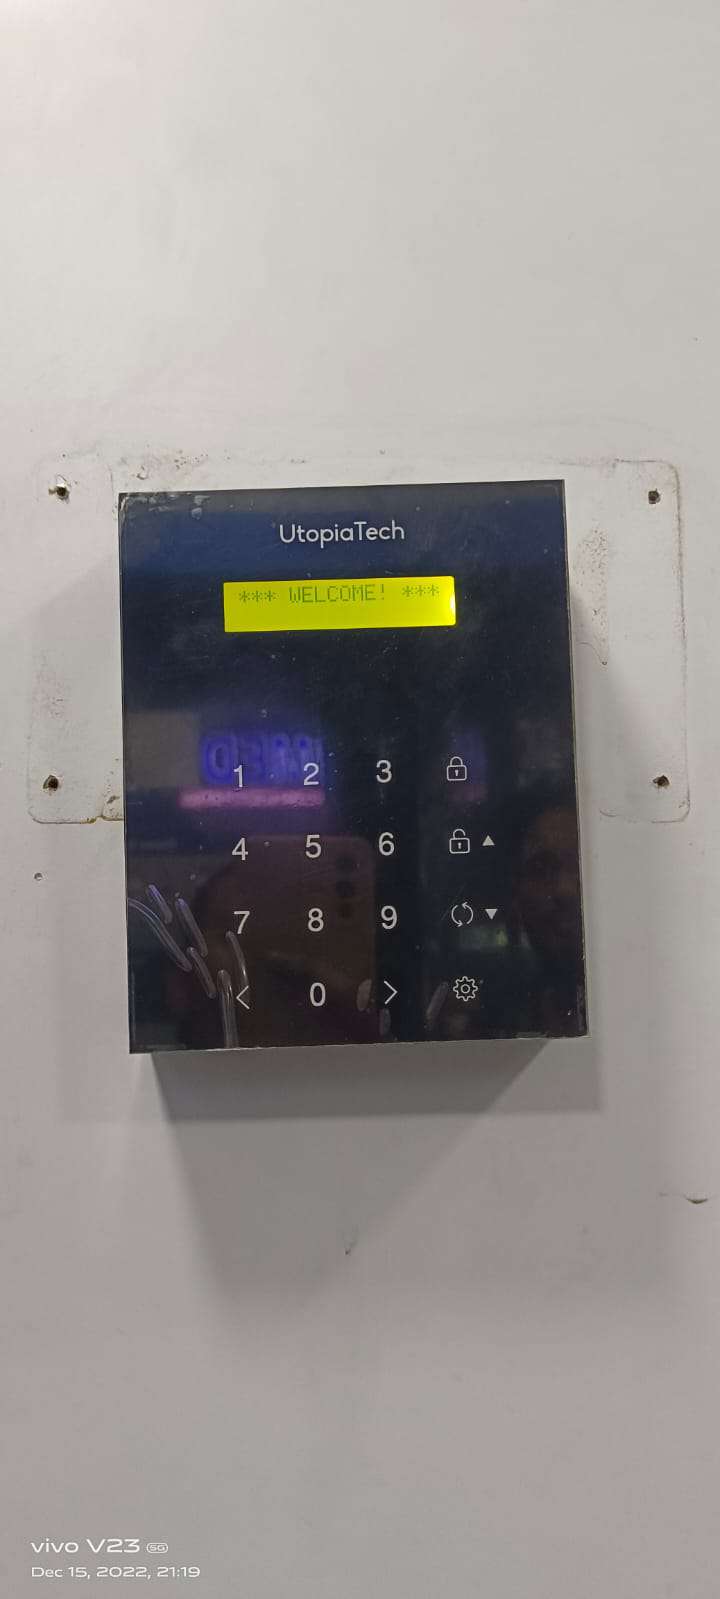 UtopiaTech
*** WELCOME! ***
1 2 3
4 5 6
7 8 9
< 0 >
vivo V23 5G
Dec 15, 2022, 21:19